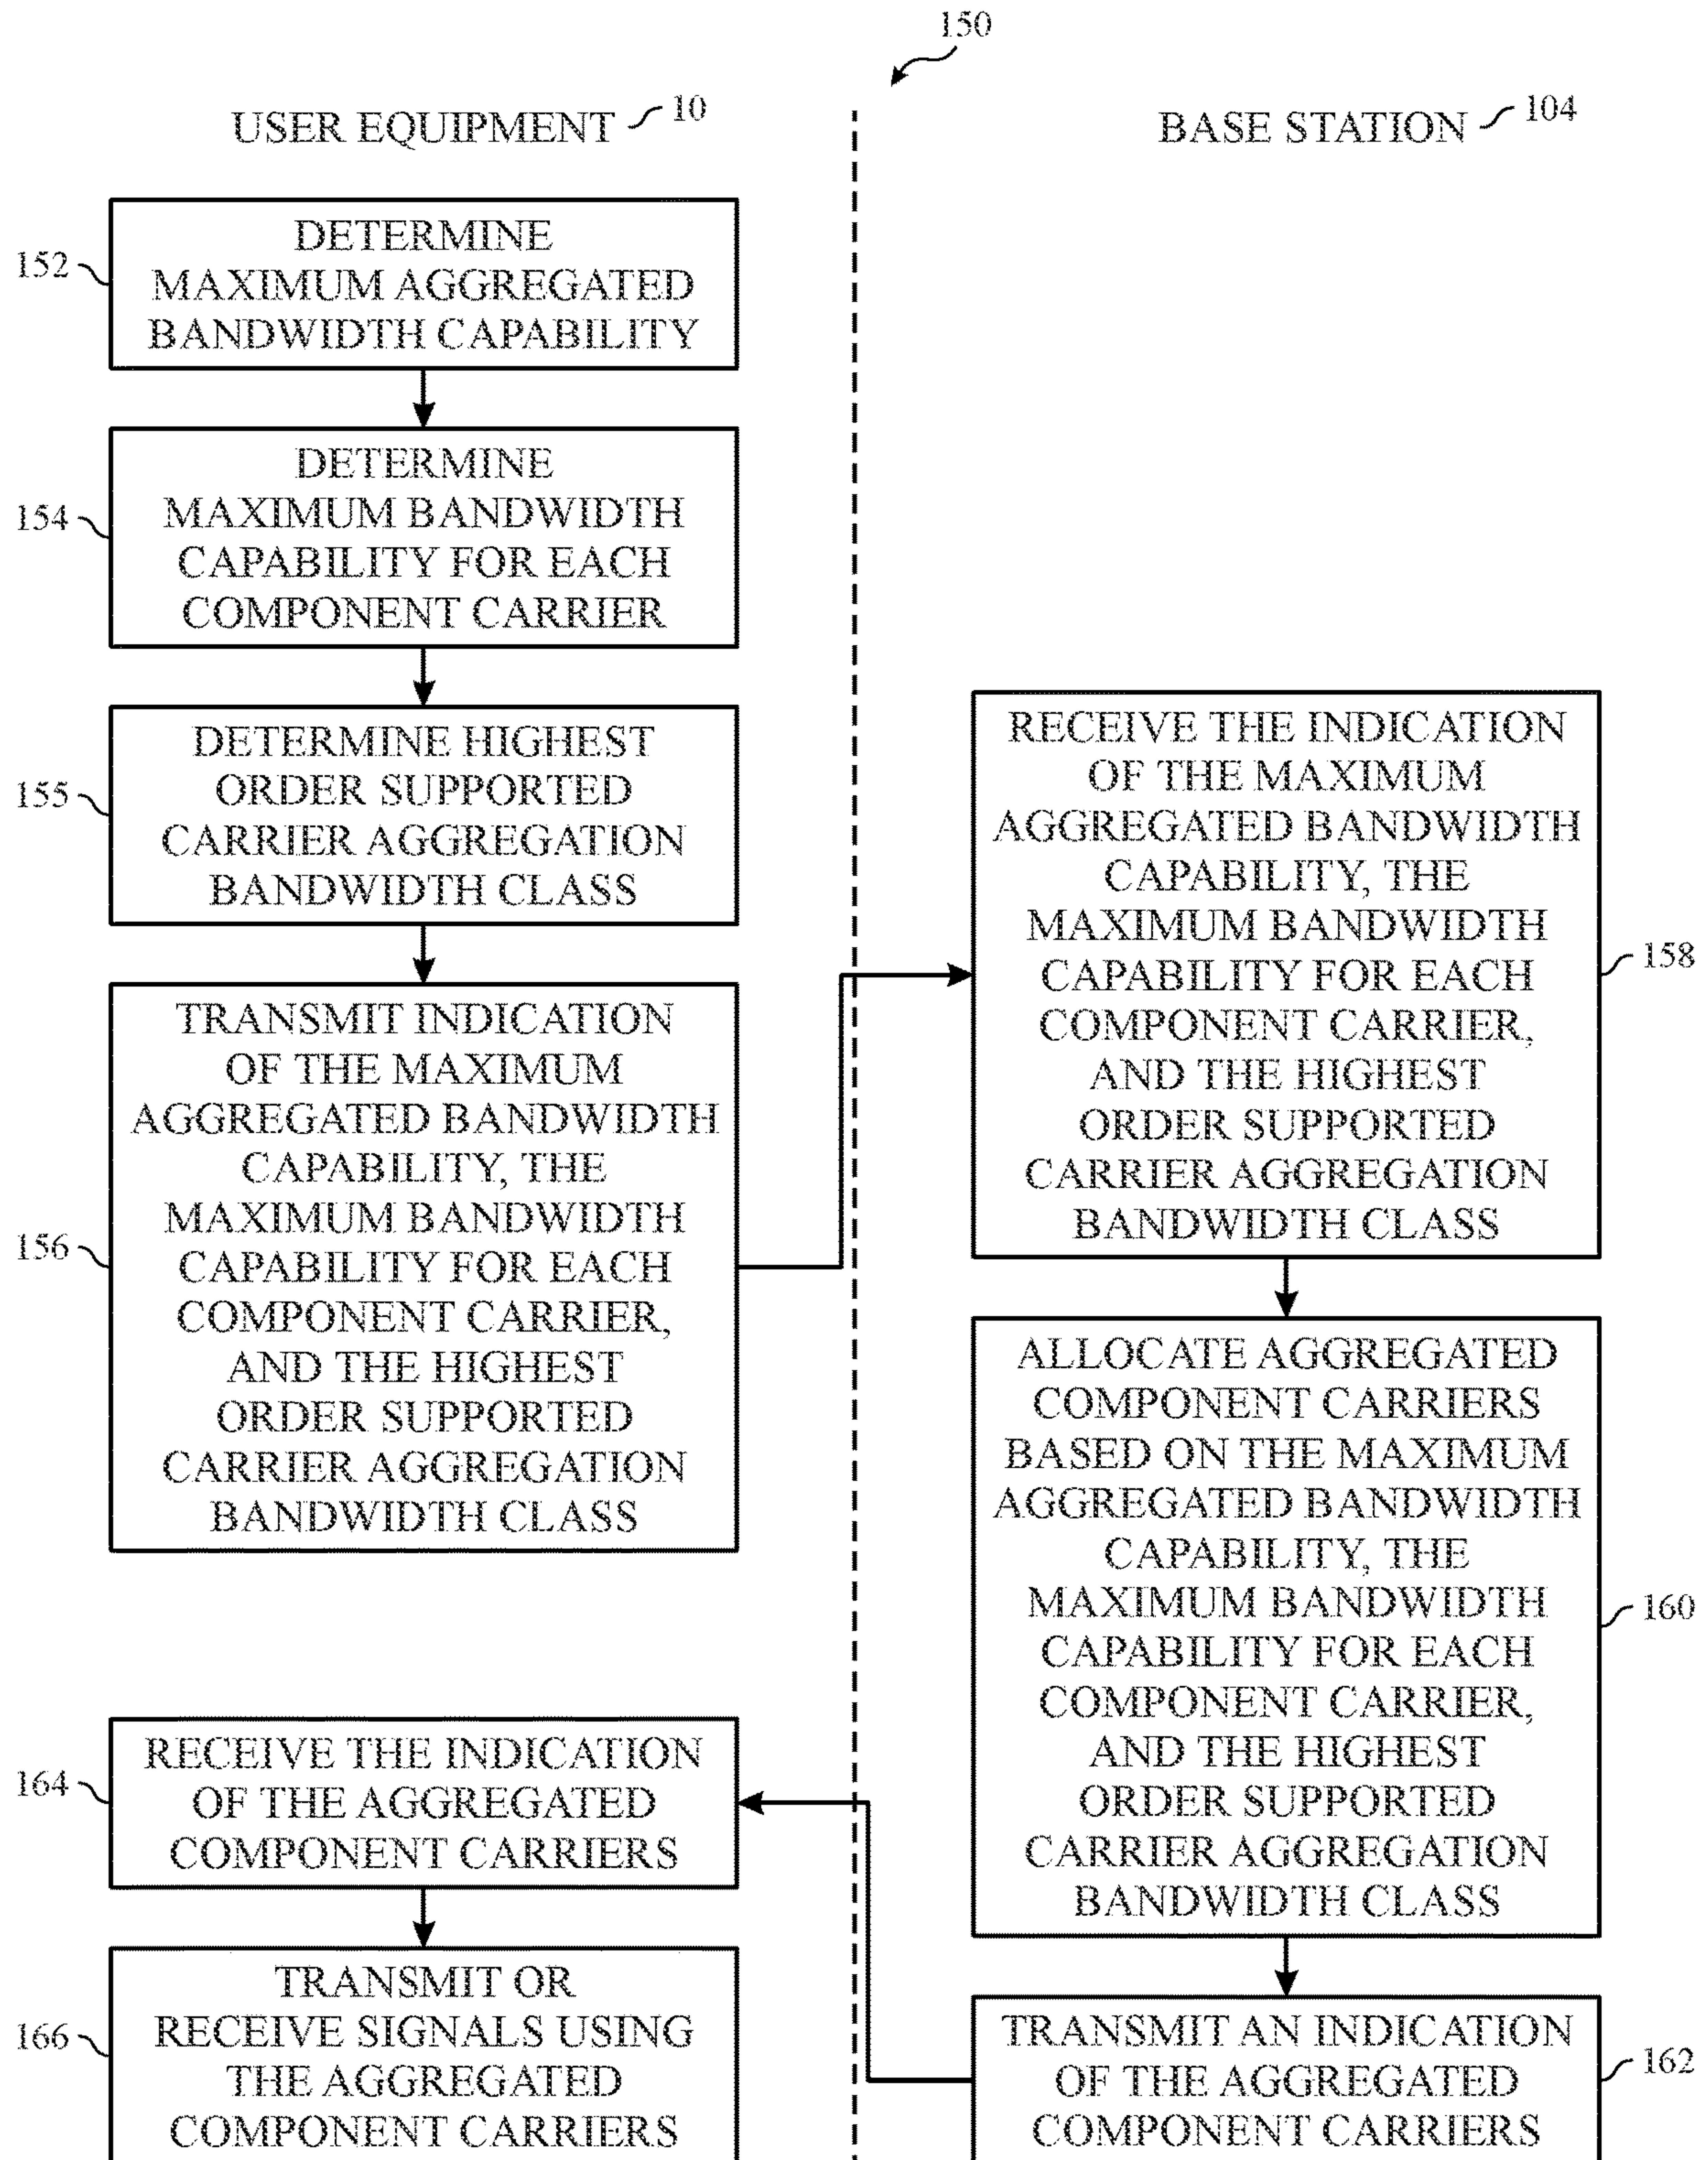 150
USER EQUIPMENT 10
BASE STATION 104
152
DETERMINE
MAXIMUM AGGREGATED
BANDWIDTH CAPABILITY
154
DETERMINE
MAXIMUM BANDWIDTH
CAPABILITY FOR EACH
COMPONENT CARRIER
155
DETERMINE HIGHEST
ORDER SUPPORTED
CARRIER AGGREGATION
BANDWIDTH CLASS
156
TRANSMIT INDICATION
OF THE MAXIMUM
AGGREGATED BANDWIDTH
CAPABILITY, THE
MAXIMUM BANDWIDTH
CAPABILITY FOR EACH
COMPONENT CARRIER,
AND THE HIGHEST
ORDER SUPPORTED
CARRIER AGGREGATION
BANDWIDTH CLASS
RECEIVE THE INDICATION
OF THE MAXIMUM
AGGREGATED BANDWIDTH
CAPABILITY, THE
MAXIMUM BANDWIDTH
CAPABILITY FOR EACH
COMPONENT CARRIER,
AND THE HIGHEST
ORDER SUPPORTED
CARRIER AGGREGATION
BANDWIDTH CLASS
158
ALLOCATE AGGREGATED
COMPONENT CARRIERS
BASED ON THE MAXIMUM
AGGREGATED BANDWIDTH
CAPABILITY, THE
MAXIMUM BANDWIDTH
CAPABILITY FOR EACH
COMPONENT CARRIER,
AND THE HIGHEST
ORDER SUPPORTED
CARRIER AGGREGATION
BANDWIDTH CLASS
160
TRANSMIT AN INDICATION
OF THE AGGREGATED
COMPONENT CARRIERS
162
164
RECEIVE THE INDICATION
OF THE AGGREGATED
COMPONENT CARRIERS
166
TRANSMIT OR
RECEIVE SIGNALS USING
THE AGGREGATED
COMPONENT CARRIERS